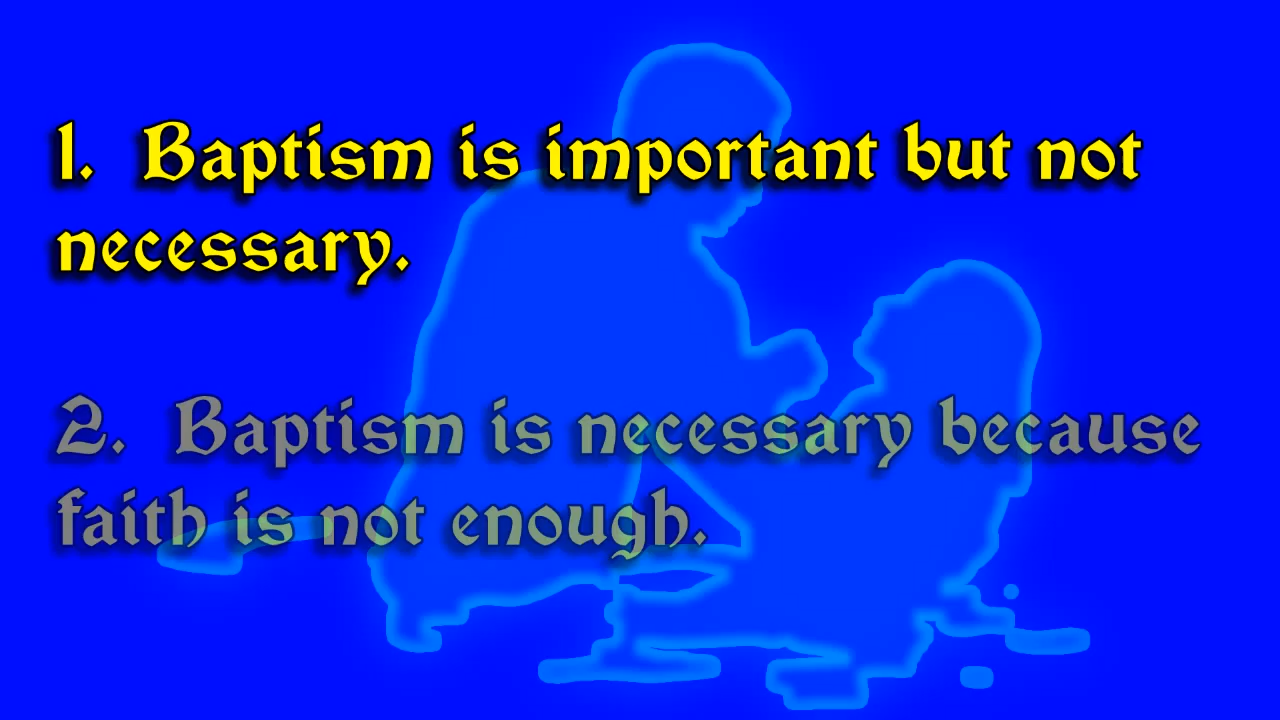 1. Baptism is important but not
necessary.
2. Baptism is necessary because
faith is not enough.